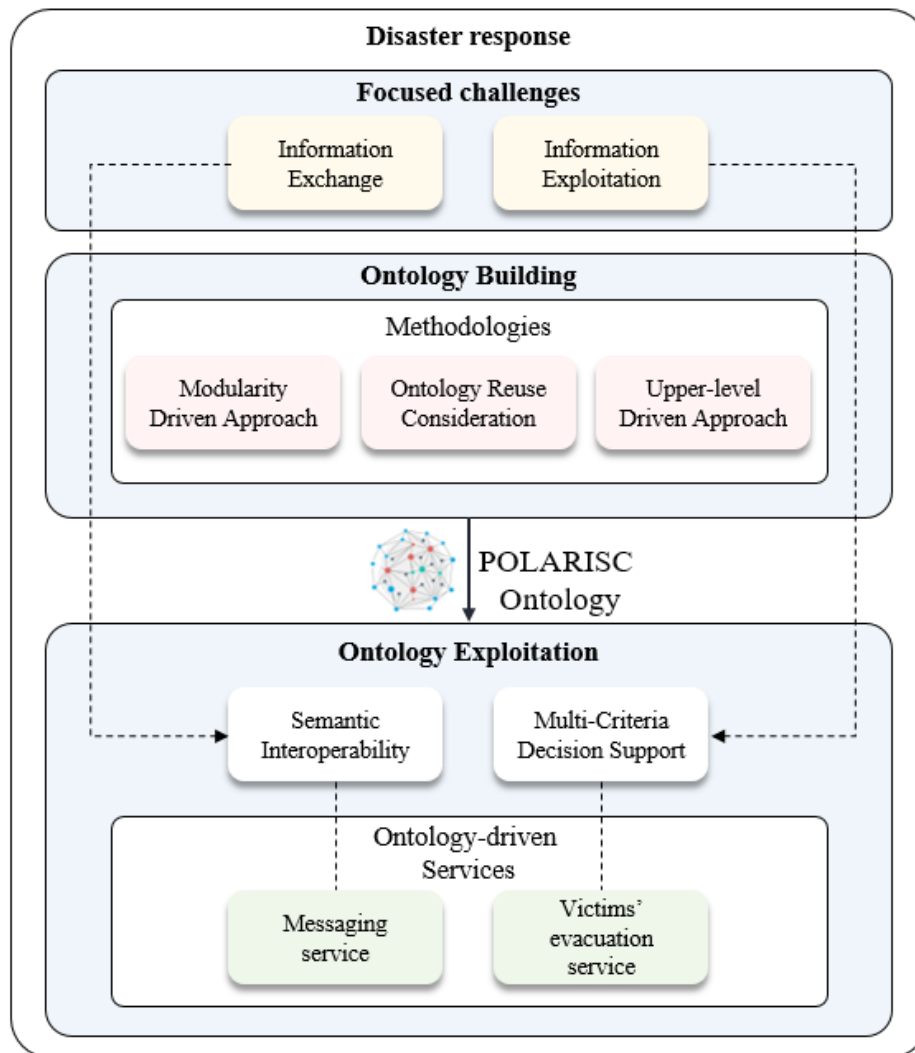 Disaster response
Focused challenges
Information
Exchange
Information
Exploitation
Ontology Building
Methodologies
Modularity
Driven Approach
Ontology Reuse
Consideration
Upper-level
Driven Approach
POLARISC
Ontology
Ontology Exploitation
Semantic
Interoperability
Multi-Criteria
Decision Support
Ontology-driven
Services
Messaging
service
Victims’
evacuation
service